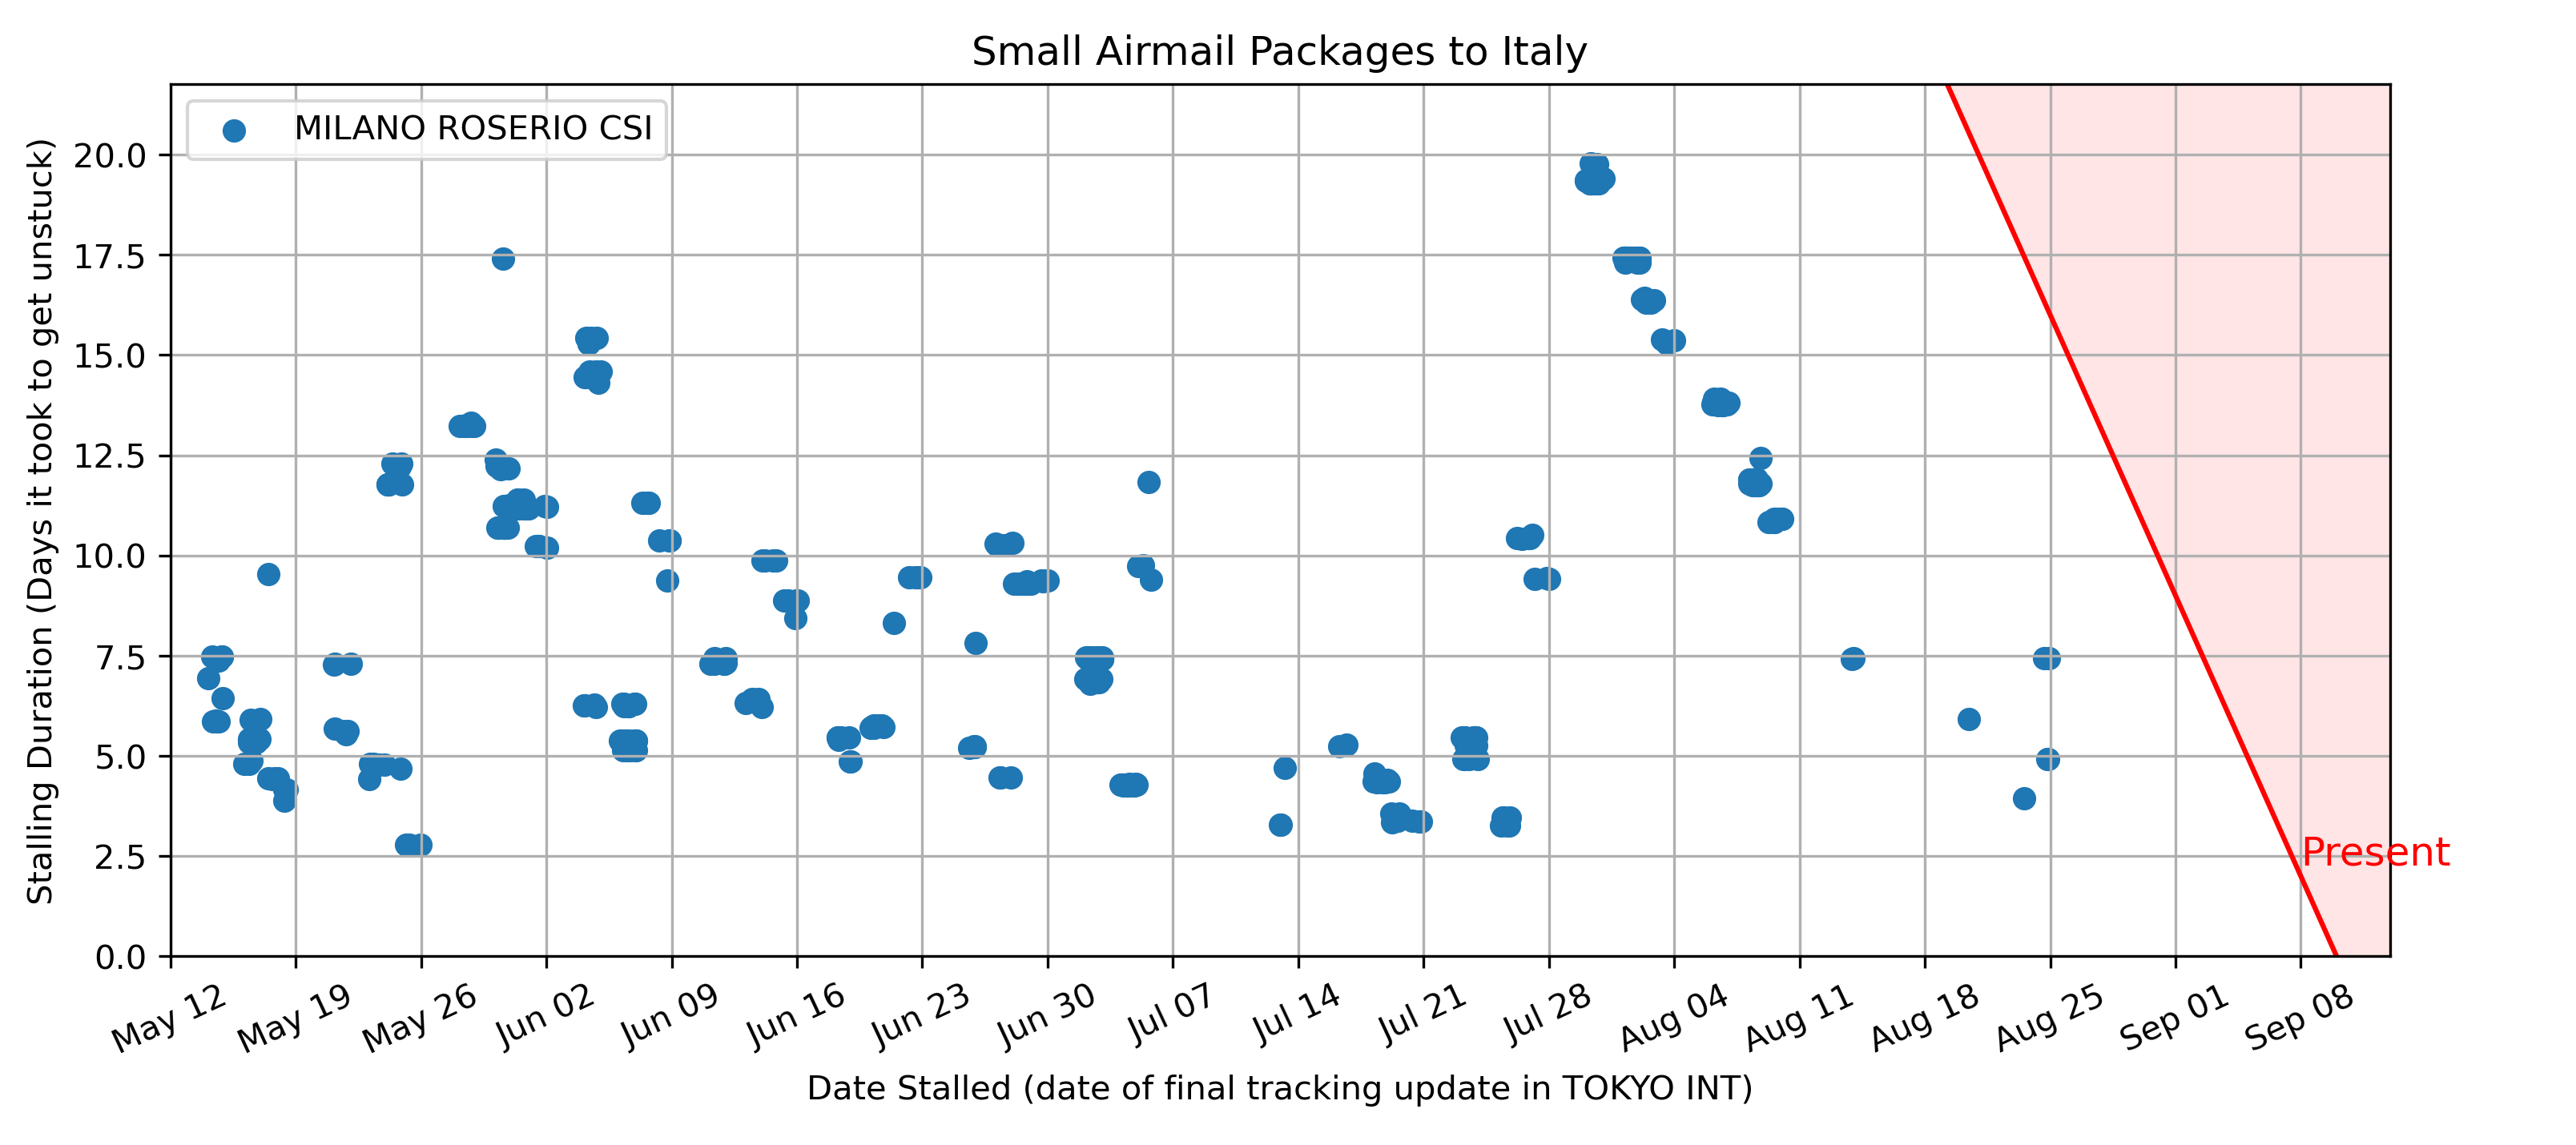 Small Airmail Packages to Italy
MILANO ROSERIO CSI
Stalling Duration (Days it took to get unstuck)
20.0
17.5
15.0
12.5
10.0
7.5
5.0
2.5
0.0
Present
May 12
May 19
May 26
Jun 02
Jun 09
Jun 16
Jun 23
Jun 30
Jul 07
Jul 14
Jul 21
Jul 28
Aug 04
Aug 11
Aug 18
Aug 25
Sep 01
Sep 08
Date Stalled (date of final tracking update in TOKYO INT)